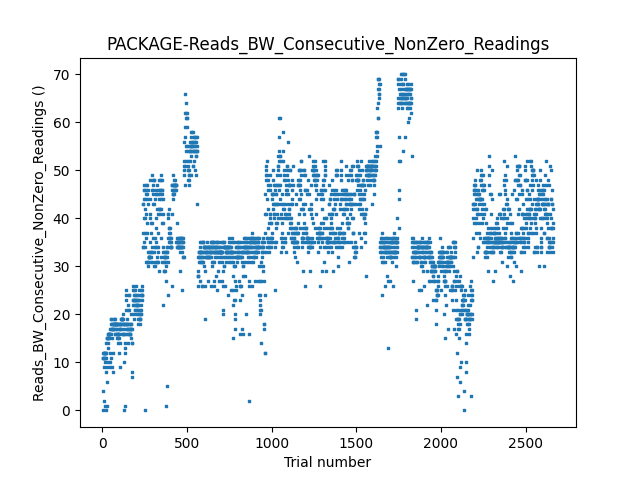 PACKAGE-Reads_BW_Consecutive_NonZero_Readings
Reads_BW_Consecutive_NonZero_Readings ()
70
60
50
40
30
20
10
0
0 500 1000 1500 2000 2500
Trial number